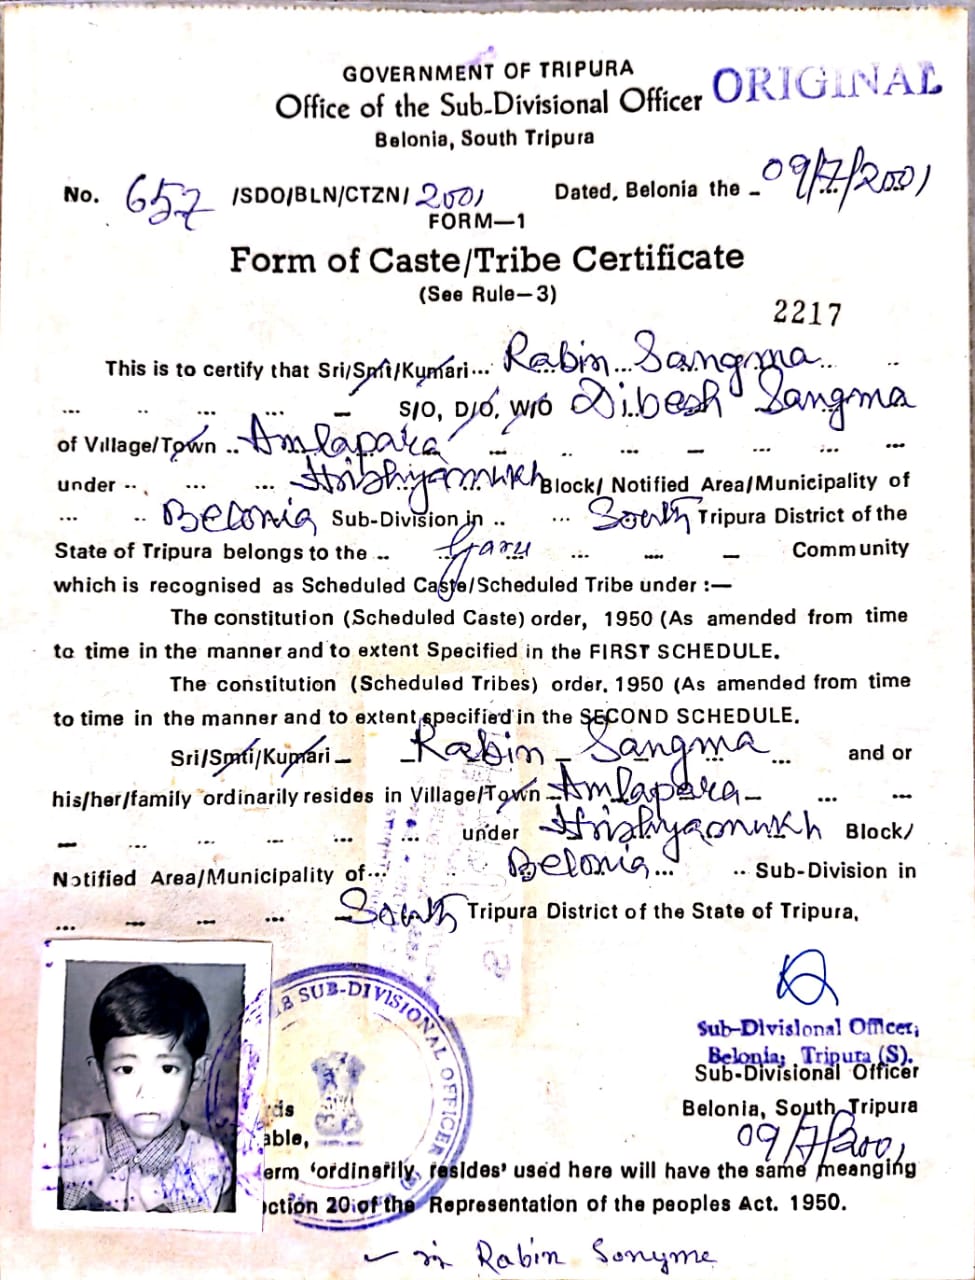 GOVERNMENT OF TRIPURA
ORIGINAL
Office of the Sub-Divisional Officer
Belonia, South Tripura
No. 657 /SDO/BLN/CTZN/ 2001 Dated, Belonia the - 09/7/2001
FORM—1
Form of Caste/Tribe Certificate
(See Rule—3)
2217
This is to certify that Sri/Smt/Kumari... Rabin Sangma
S/O, D/O, W/O Dibesh Sangma
of Village/Town .. Amlapara
under .. Hrishyamukh Block/ Notified Area/Municipality of
Belonia Sub-Division in .. South Tripura District of the
State of Tripura belongs to the .. Garu Community
which is recognised as Scheduled Caste/Scheduled Tribe under :—
The constitution (Scheduled Caste) order, 1950 (As amended from time
to time in the manner and to extent Specified in the FIRST SCHEDULE.
The constitution (Scheduled Tribes) order. 1950 (As amended from time
to time in the manner and to extent specified in the SECOND SCHEDULE.
Sri/Smti/Kumari — Rabin Sangma and or
his/her/family ordinarily resides in Village/Town Amlapara
under Hrishyamukh Block/
Notified Area/Municipality of... Belonia ... Sub-Division in
South Tripura District of the State of Tripura,
SUB-DIVISIONAL OFFICER
Sub-Divisional Officer,
Belonia, Tripura (S).
Sub-Divisional Officer
Belonia, South Tripura
09/7/2001
rds
able,
erm 'ordinarily resides' used here will have the same meanging
ction 20 of the Representation of the peoples Act. 1950.
Rabin Songme